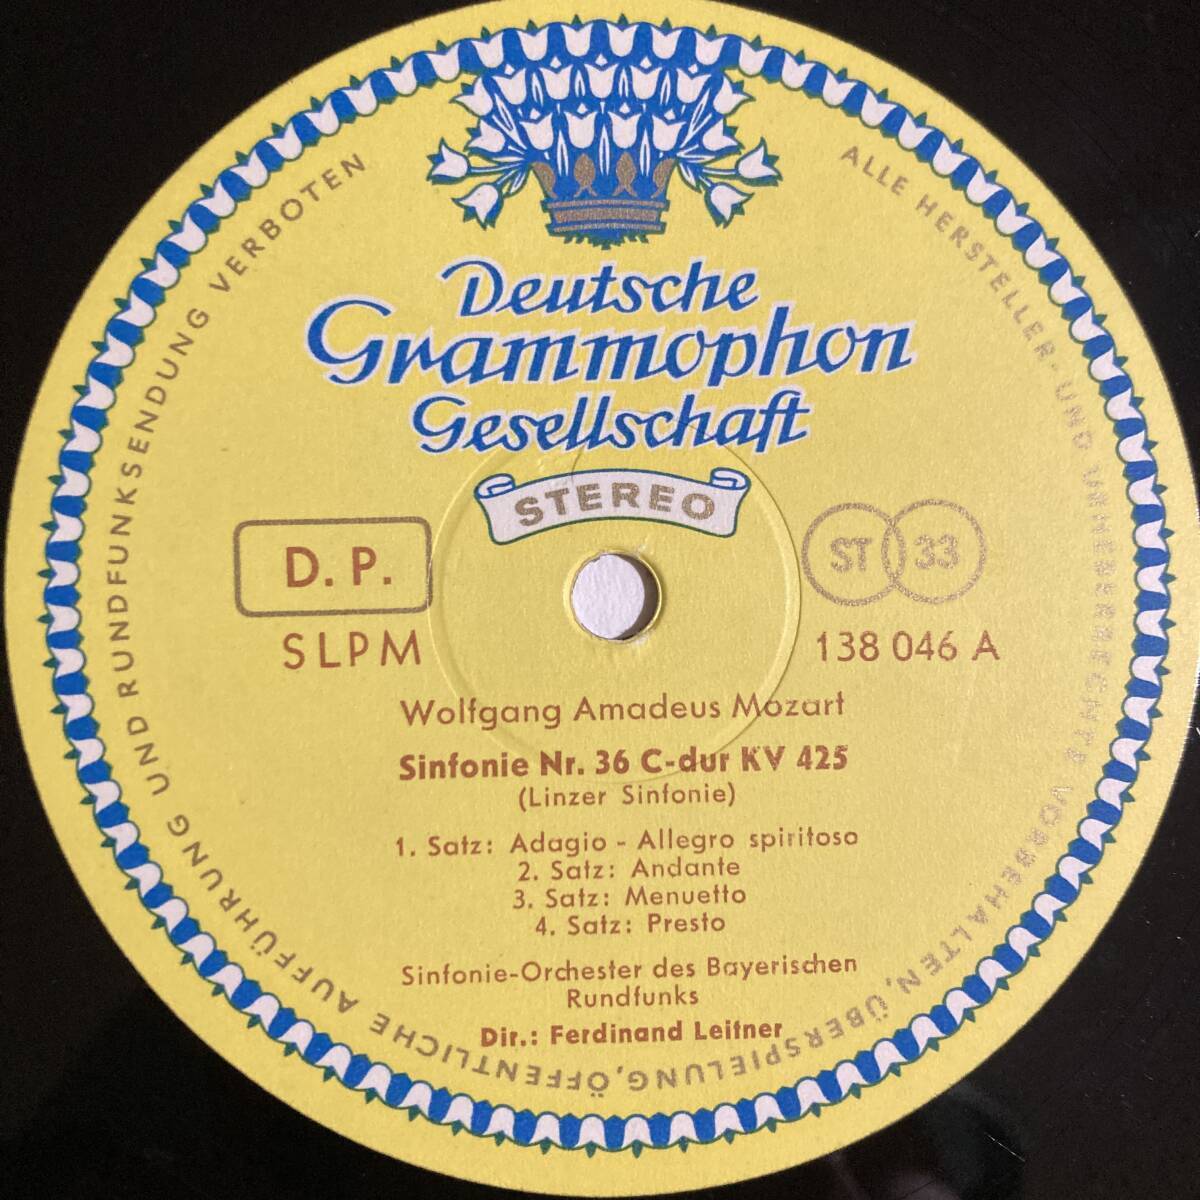 Deutsche
Grammophon
Gesellschaft
STEREO
D. P.
ST 33
SLPM
138 046 A
Wolfgang Amadeus Mozart
Sinfonie Nr. 36 C-dur KV 425
(Linzer Sinfonie)
1. Satz: Adagio - Allegro spiritoso
2. Satz: Andante
3. Satz: Menuetto
4. Satz: Presto
Sinfonie-Orchester des Bayerischen
Rundfunks
Dir.: Ferdinand Leitner
ALLE HERSTELLER- UND URHEBERRECHTE VORBEHALTEN, ÜBERSPIELUNG, ÖFFENTLICHE AUFFÜHRUNG UND RUNDFUNKSENDUNG VERBOTEN